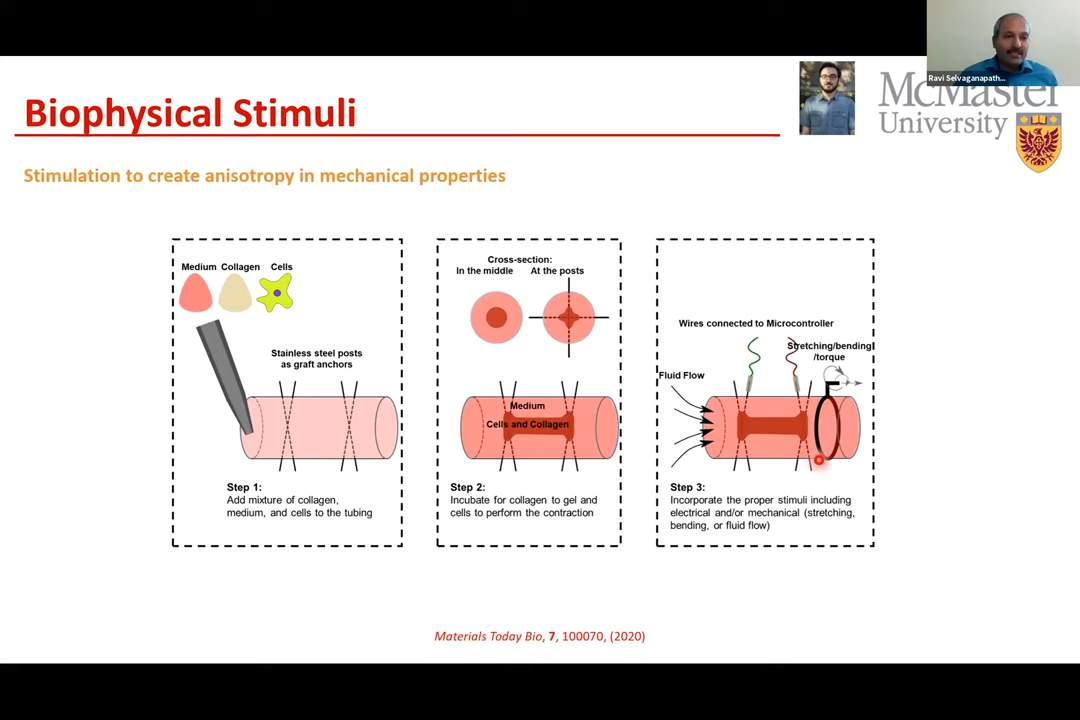 Ravi Selvaganapath...
McMaster
University
Biophysical Stimuli
Stimulation to create anisotropy in mechanical properties
Medium Collagen Cells
Stainless steel posts
as graft anchors
Step 1:
Add mixture of collagen,
medium, and cells to the tubing
Cross-section:
In the middle At the posts
Medium
Cells and Collagen
Step 2:
Incubate for collagen to gel and
cells to perform the contraction
Wires connected to Microcontroller
Stretching/bending
/torque
Fluid Flow
Step 3:
Incorporate the proper stimuli including
electrical and/or mechanical (stretching,
bending, or fluid flow)
Materials Today Bio, 7, 100070, (2020)